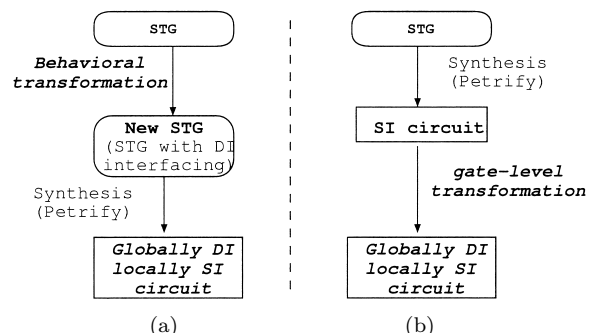 STG
Behavioral
transformation
New STG
(STG with DI
interfacing)
Synthesis
(Petrify)
Globally DI
locally SI
circuit
(a)
STG
Synthesis
(Petrify)
SI circuit
gate-level
transformation
Globally DI
locally SI
circuit
(b)